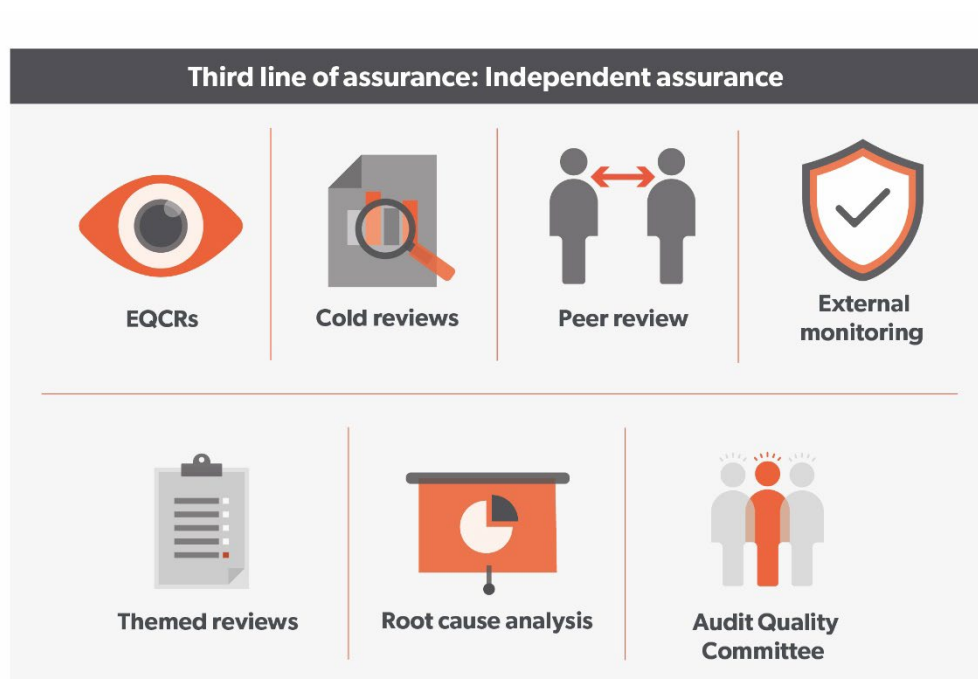 Third line of assurance: Independent assurance
EQCRs
Cold reviews
Peer review
External
monitoring
Themed reviews
Root cause analysis
Audit Quality
Committee